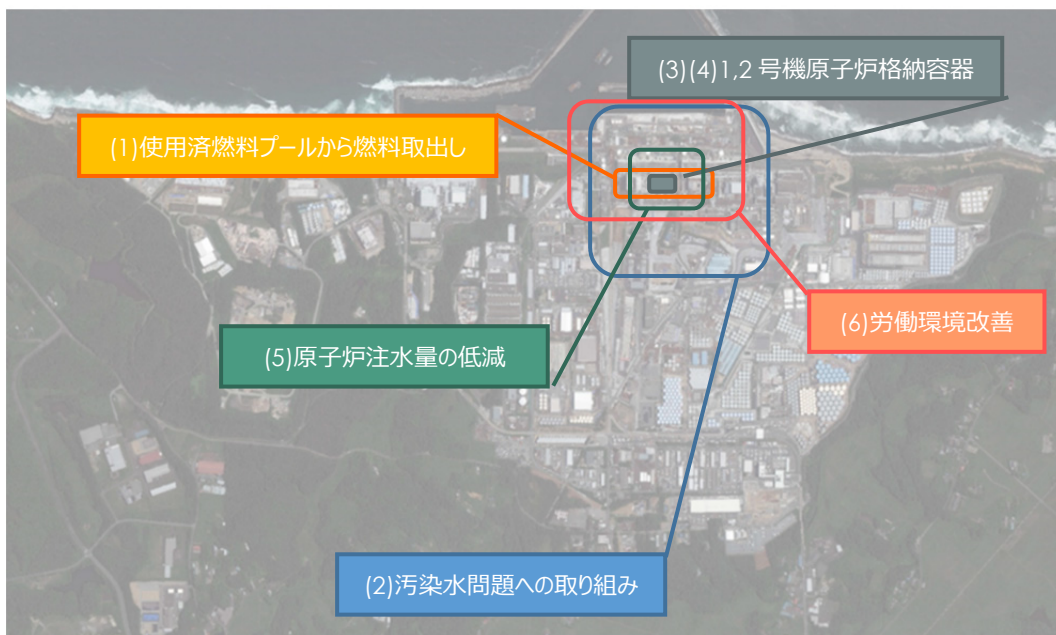 (3)(4)1,2 号機原子炉格納容器
(1)使用済燃料プールから燃料取出し
(6)労働環境改善
(5)原子炉注水量の低減
(2)汚染水問題への取り組み